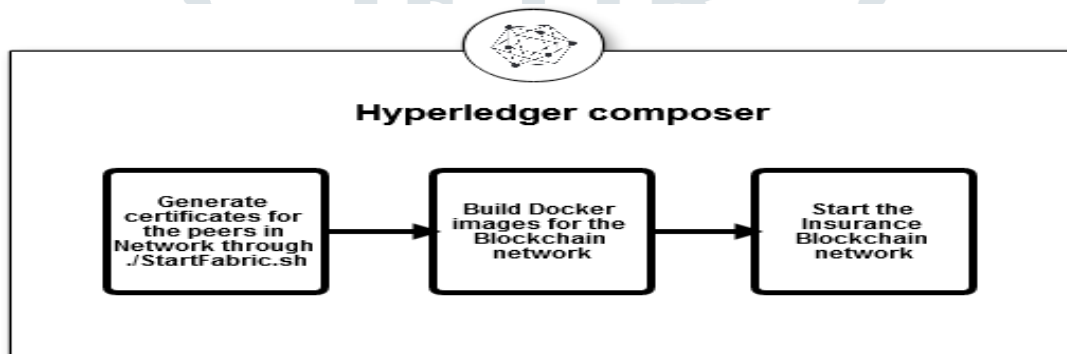 Hyperledger composer
Generate
certificates for
the peers in
Network through
./StartFabric.sh
Build Docker
images for the
Blockchain
network
Start the
Insurance
Blockchain
network